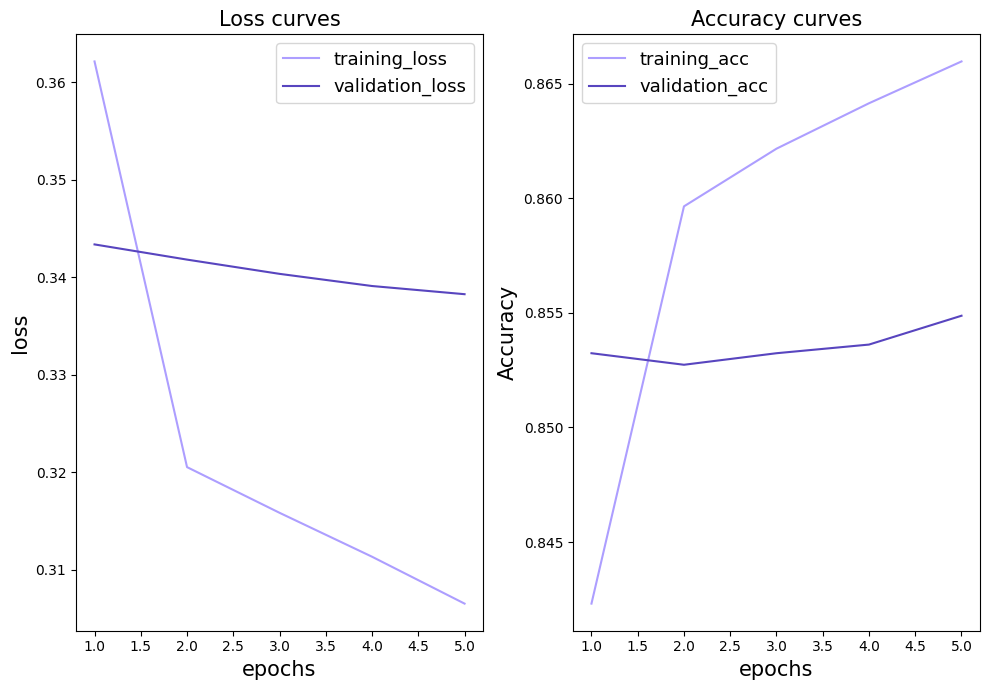 Loss curves
training_loss
validation_loss
0.36
0.35
0.34
0.33
0.32
0.31
loss
1.0 1.5 2.0 2.5 3.0 3.5 4.0 4.5 5.0
epochs
Accuracy curves
training_acc
validation_acc
0.865
0.860
0.855
0.850
0.845
Accuracy
1.0 1.5 2.0 2.5 3.0 3.5 4.0 4.5 5.0
epochs